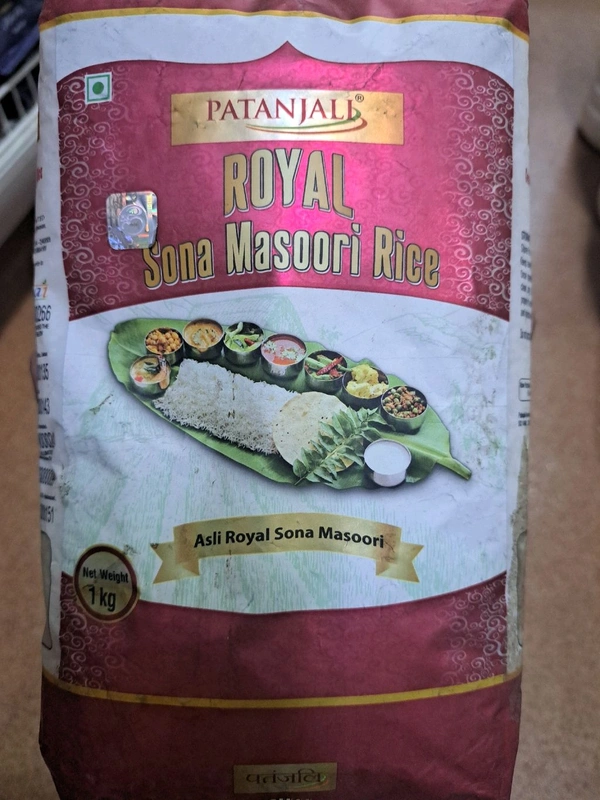 PATANJALI®
ROYAL
Sona Masoori Rice
Asli Royal Sona Masoori
Net Weight
1 kg
पतंजलि